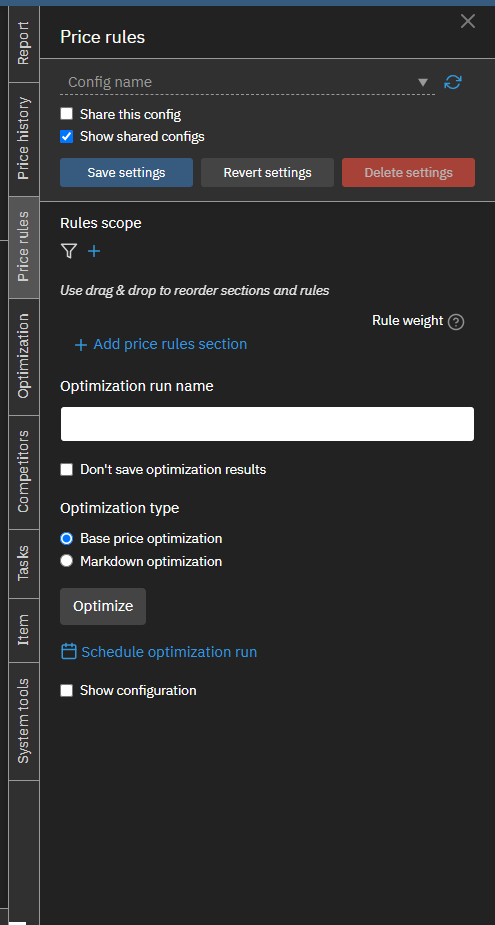 Report
Price history
Price rules
Optimization
Competitors
Tasks
Item
System tools
Price rules
Config name
Share this config
Show shared configs
Save settings
Revert settings
Delete settings
Rules scope
Use drag & drop to reorder sections and rules
Rule weight ?
+ Add price rules section
Optimization run name
Don't save optimization results
Optimization type
Base price optimization
Markdown optimization
Optimize
Schedule optimization run
Show configuration